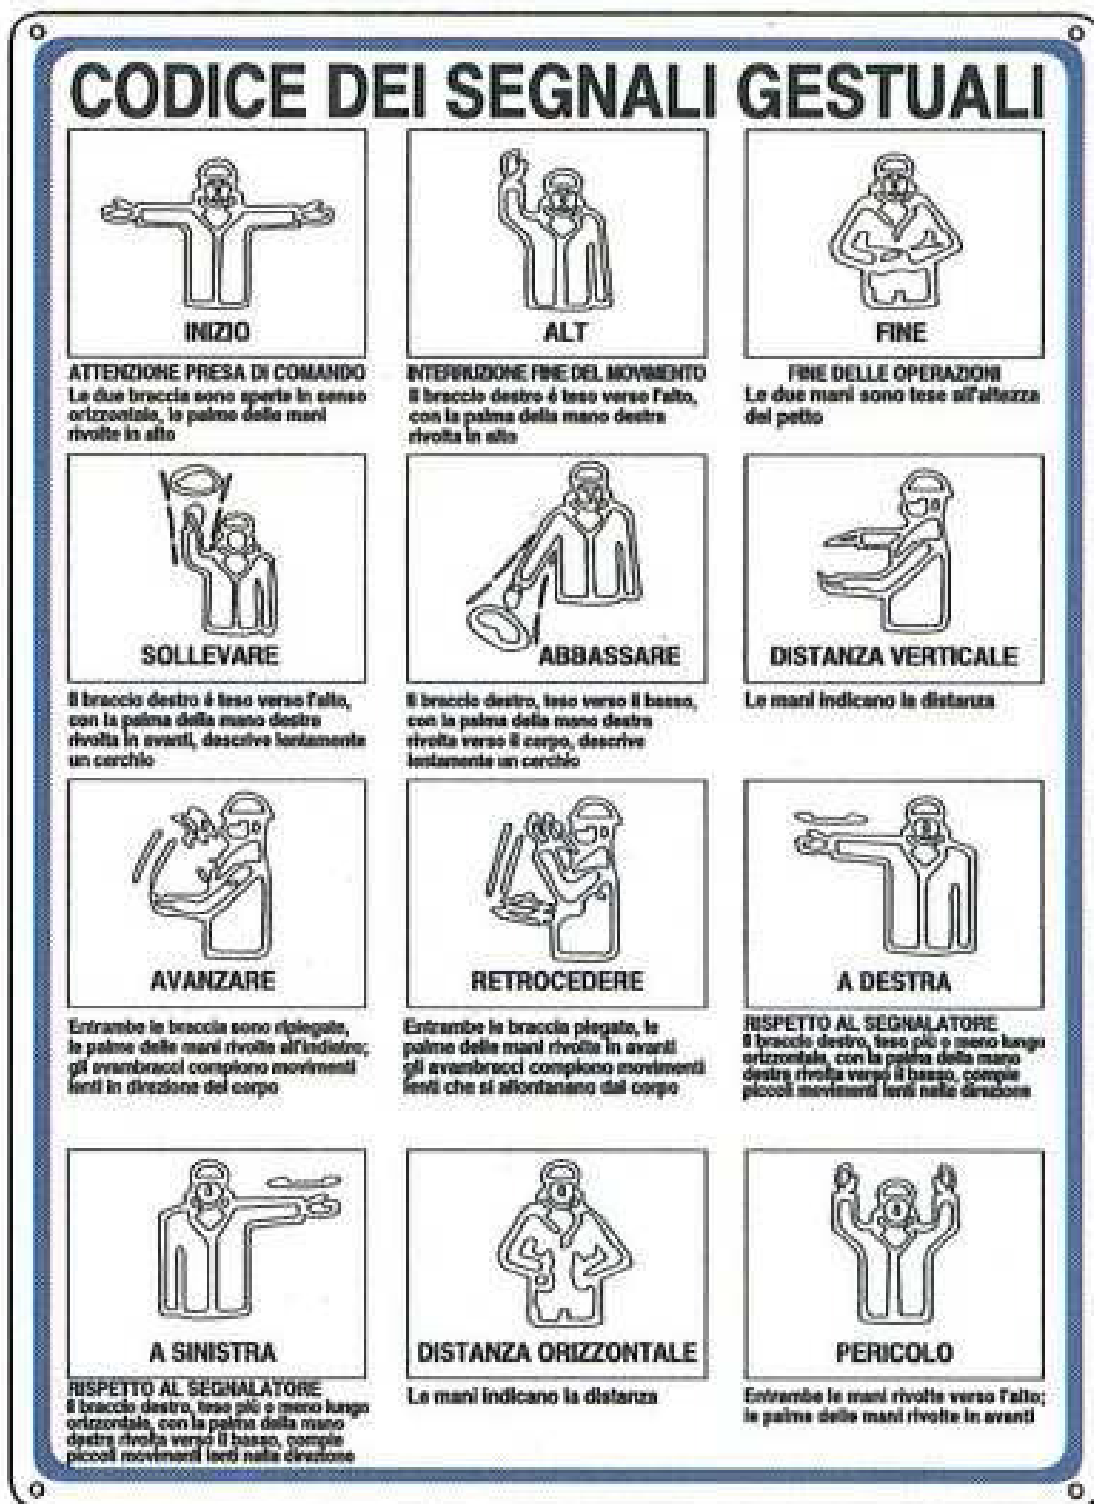 CODICE DEI SEGNALI GESTUALI
INIZIO
ATTENZIONE PRESA DI COMANDO
Le due braccia sono aperte in senso
orizzontale, le palme delle mani
rivolte in alto
ALT
INTERRUZIONE FINE DEL MOVIMENTO
Il braccio destro é teso verso l'alto,
con la palma della mano destra
rivolta in alto
FINE
FINE DELLE OPERAZIONI
Le due mani sono tese all'altezza
del petto
SOLLEVARE
Il braccio destro é teso verso l'alto,
con la palma della mano destra
rivolta in avanti, descrive lentamente
un cerchio
ABBASSARE
Il braccio destro, teso verso il basso,
con la palma della mano destra
rivolta verso il corpo, descrive
lentamente un cerchio
DISTANZA VERTICALE
Le mani indicano la distanza
AVANZARE
Entrambe le braccia sono ripiegate,
le palme delle mani rivolte all'indietro;
gli avambracci compiono movimenti
lenti in direzione del corpo
RETROCEDERE
Entrambe le braccia piegate, le
palme delle mani rivolte in avanti
gli avambracci compiono movimenti
lenti che si allontanano dal corpo
A DESTRA
RISPETTO AL SEGNALATORE
Il braccio destro, teso più o meno lungo
orizzontale, con la palma della mano
destra rivolta verso il basso, compie
piccoli movimenti lenti nella direzione
A SINISTRA
RISPETTO AL SEGNALATORE
Il braccio destro, teso più o meno lungo
orizzontale, con la palma della mano
destra rivolta verso il basso, compie
piccoli movimenti lenti nella direzione
DISTANZA ORIZZONTALE
Le mani indicano la distanza
PERICOLO
Entrambe le mani rivolte verso l'alto;
le palme delle mani rivolte in avanti